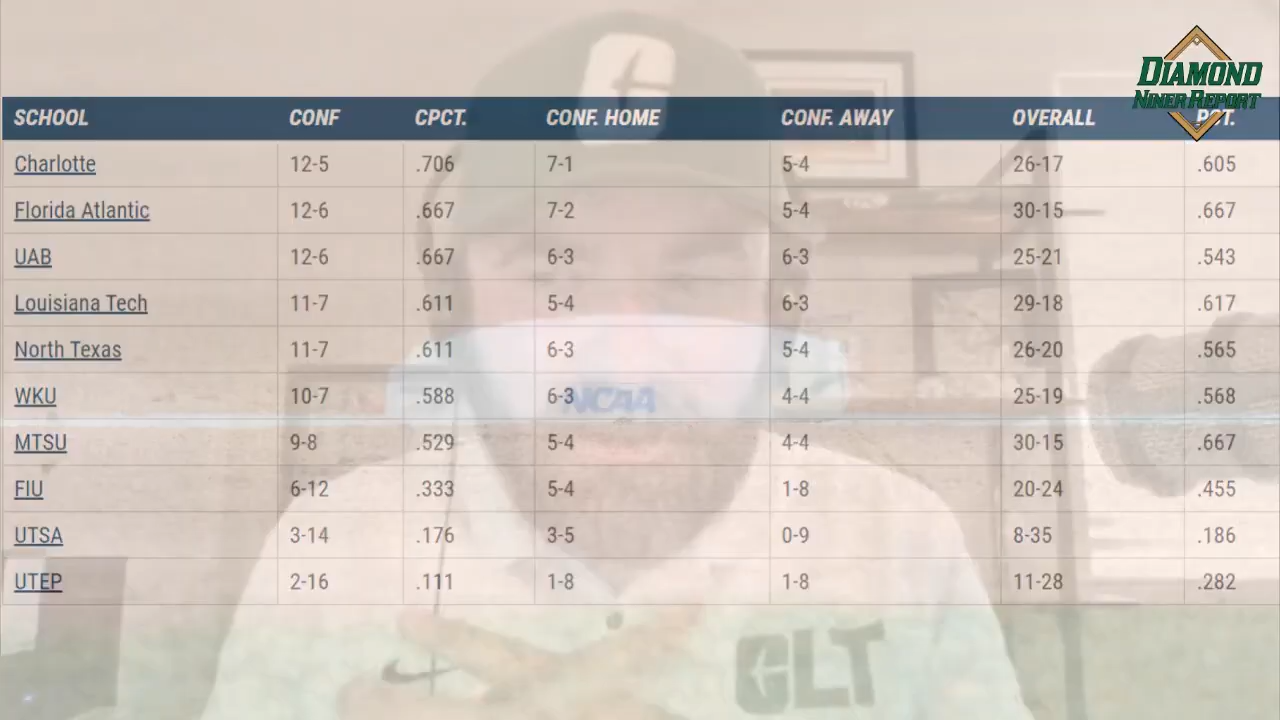 DIAMOND
NINER REPORT
SCHOOL CONF CPCT. CONF. HOME CONF. AWAY OVERALL PCT.
Charlotte 12-5 .706 7-1 5-4 26-17 .605
Florida Atlantic 12-6 .667 7-2 5-4 30-15 .667
UAB 12-6 .667 6-3 6-3 25-21 .543
Louisiana Tech 11-7 .611 5-4 6-3 29-18 .617
North Texas 11-7 .611 6-3 5-4 26-20 .565
WKU 10-7 .588 6-3 4-4 25-19 .568
NCAA
MTSU 9-8 .529 5-4 4-4 30-15 .667
FIU 6-12 .333 5-4 1-8 20-24 .455
UTSA 3-14 .176 3-5 0-9 8-35 .186
UTEP 2-16 .111 1-8 1-8 11-28 .282
CLT